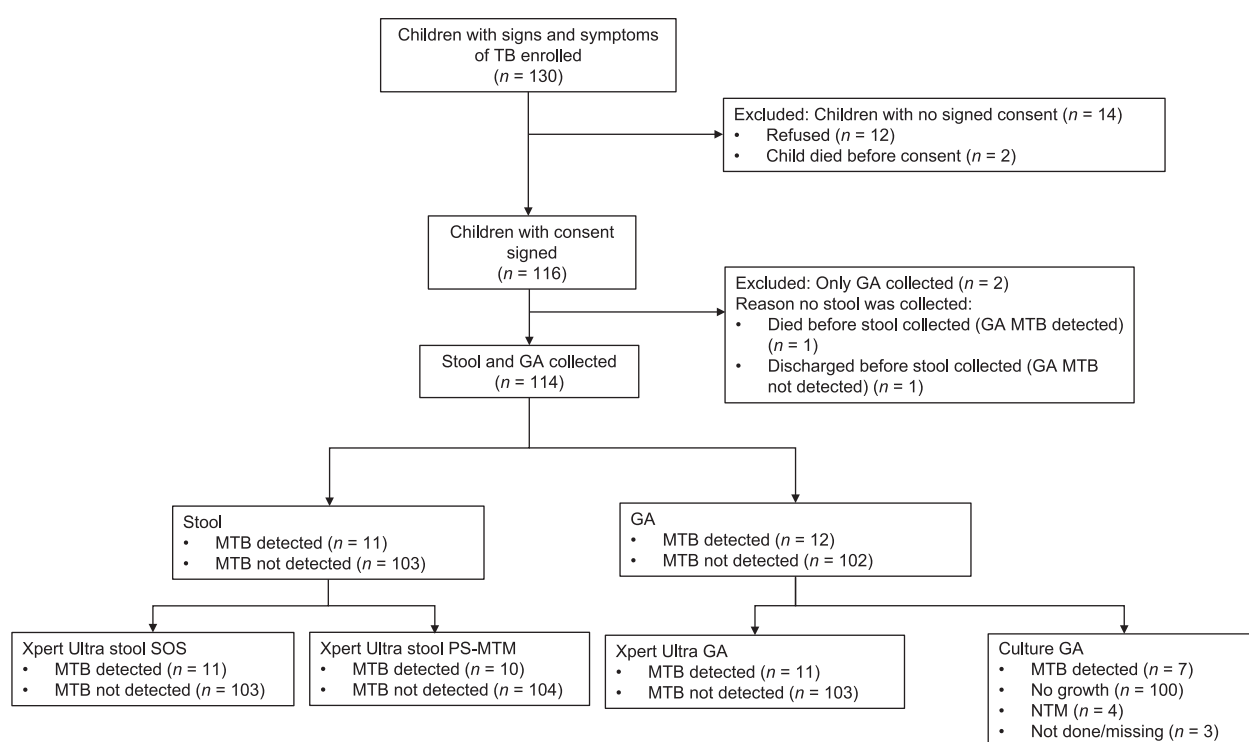 Children with signs and symptoms
of TB enrolled
(n = 130)
Excluded: Children with no signed consent (n = 14)
• Refused (n = 12)
• Child died before consent (n = 2)
Children with consent
signed
(n = 116)
Excluded: Only GA collected (n = 2)
Reason no stool was collected:
• Died before stool collected (GA MTB detected)
(n = 1)
• Discharged before stool collected (GA MTB
not detected) (n = 1)
Stool and GA collected
(n = 114)
Stool
• MTB detected (n = 11)
• MTB not detected (n = 103)
GA
• MTB detected (n = 12)
• MTB not detected (n = 102)
Xpert Ultra stool SOS
• MTB detected (n = 11)
• MTB not detected (n = 103)
Xpert Ultra stool PS-MTM
• MTB detected (n = 10)
• MTB not detected (n = 104)
Xpert Ultra GA
• MTB detected (n = 11)
• MTB not detected (n = 103)
Culture GA
• MTB detected (n = 7)
• No growth (n = 100)
• NTM (n = 4)
• Not done/missing (n = 3)